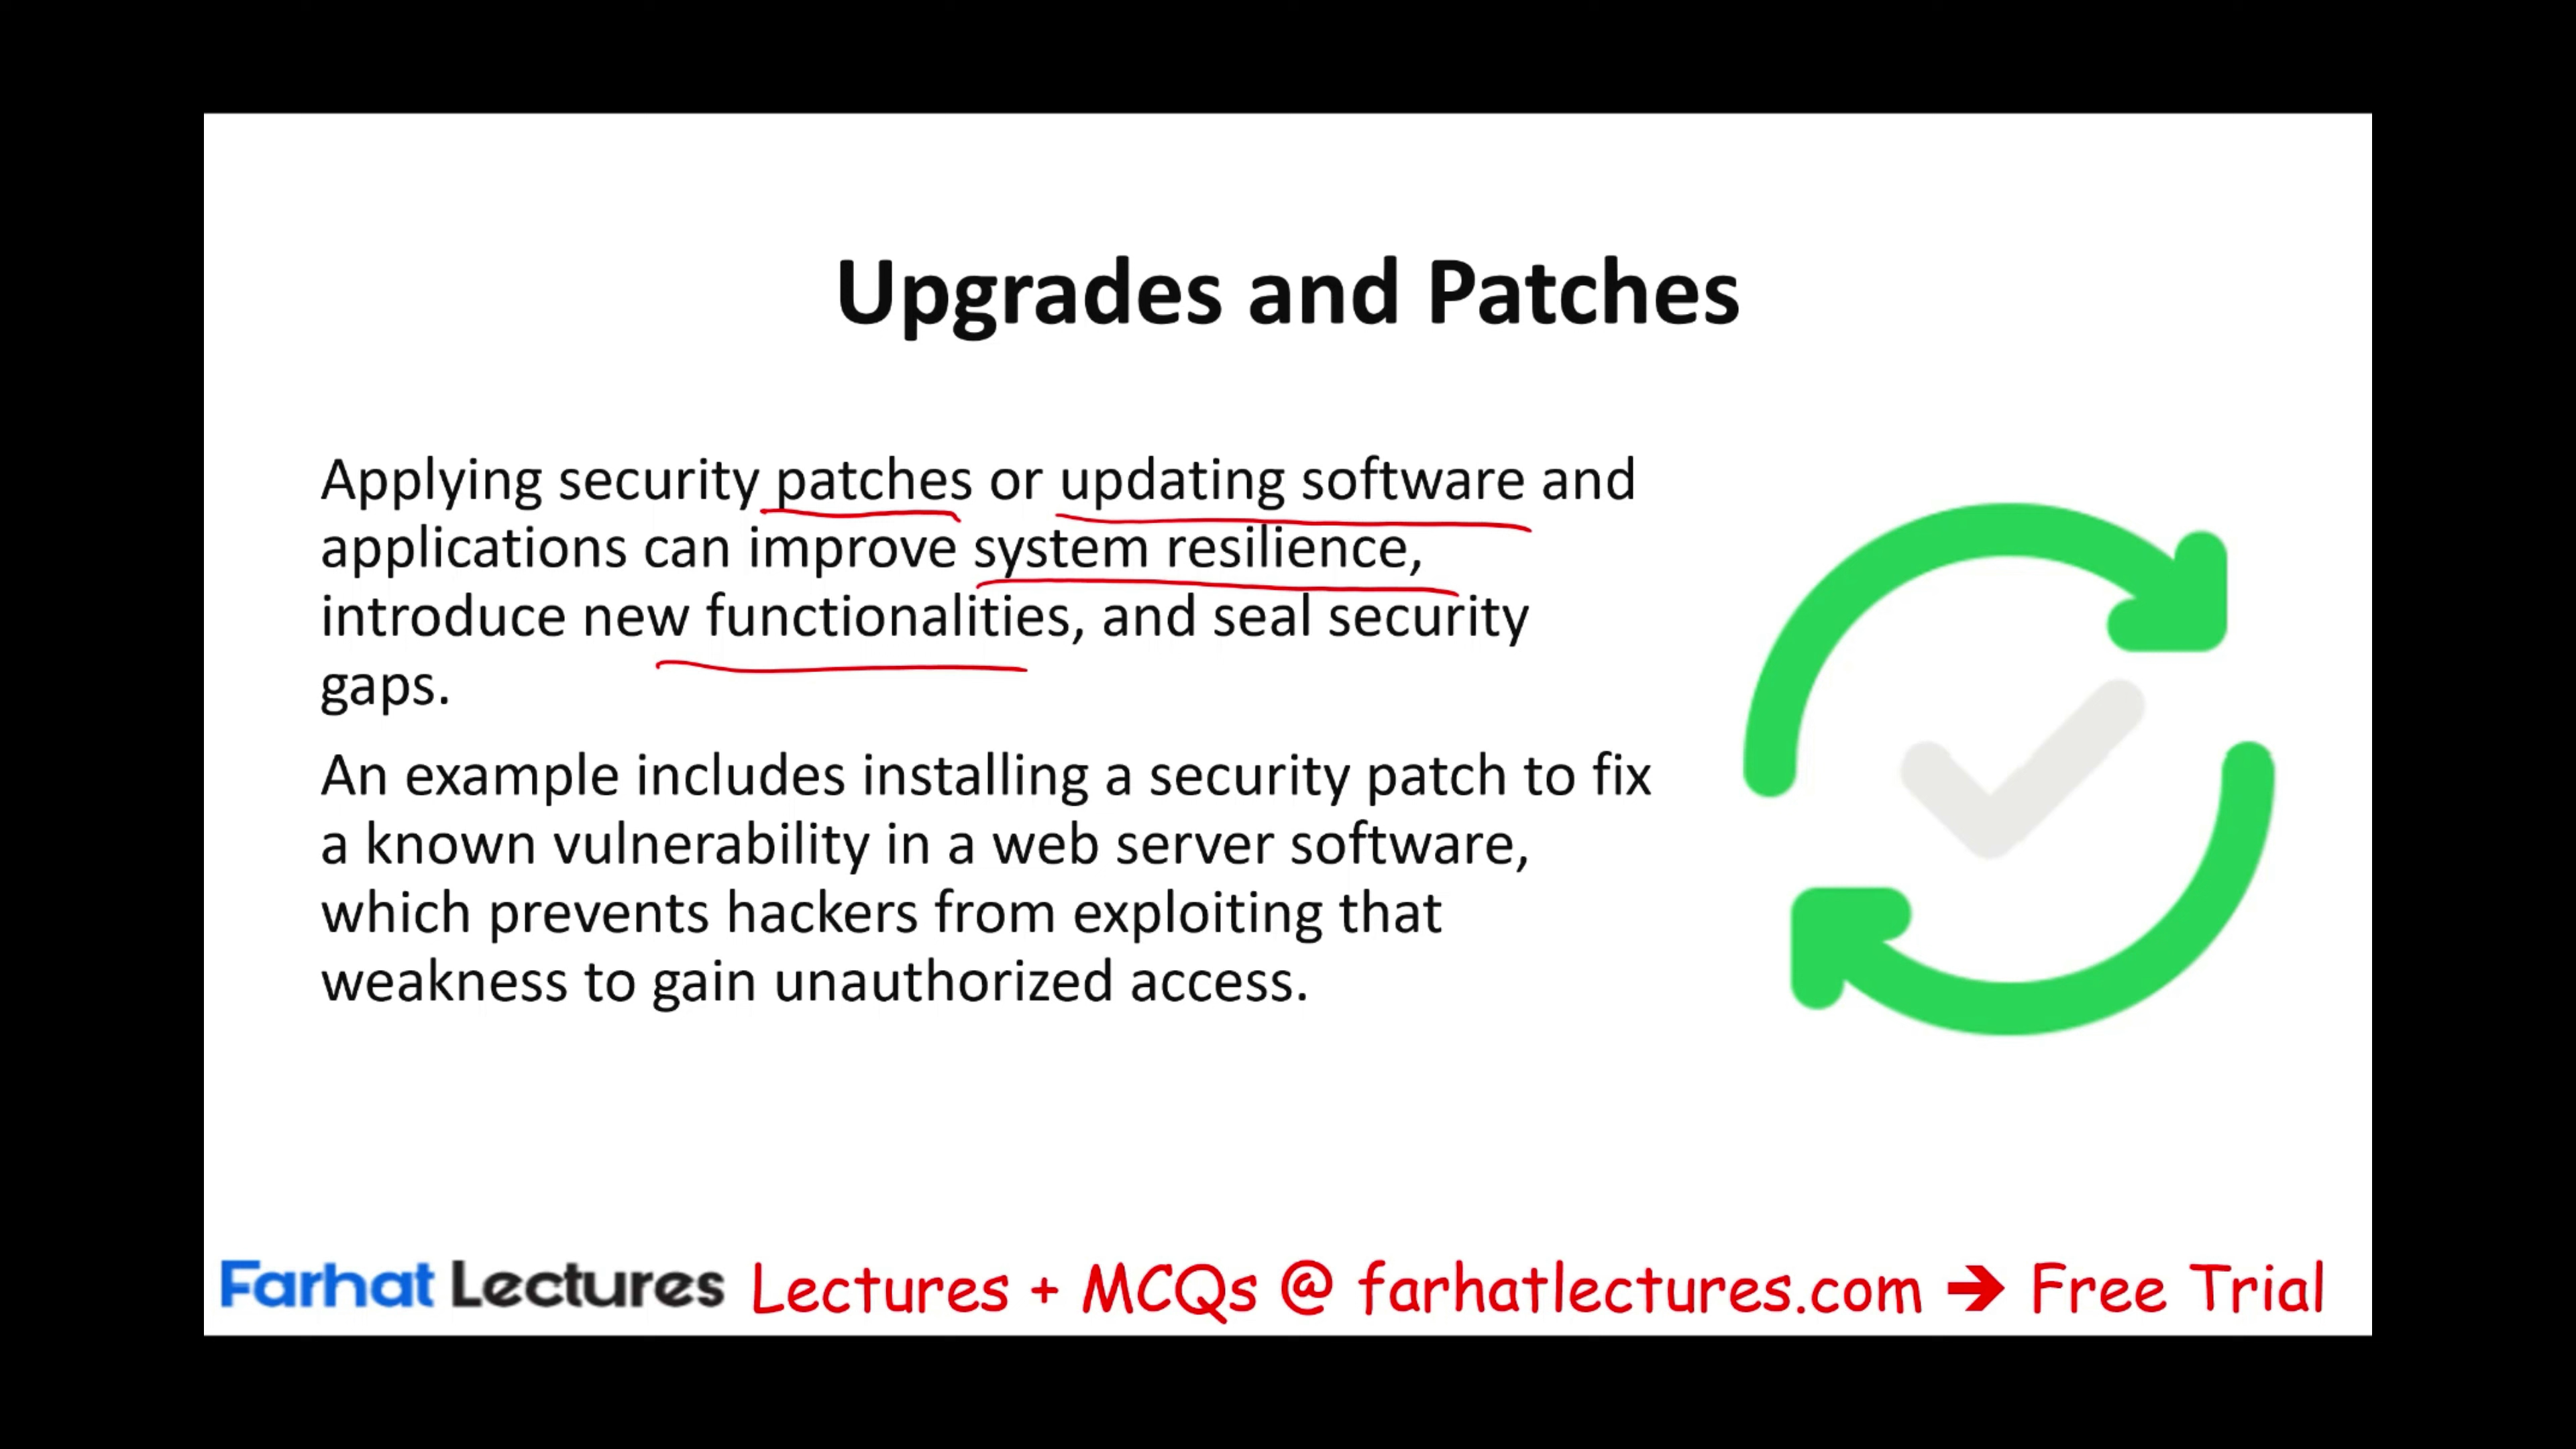 Upgrades and Patches
Applying security patches or updating software and
applications can improve system resilience,
introduce new functionalities, and seal security
gaps.
An example includes installing a security patch to fix
a known vulnerability in a web server software,
which prevents hackers from exploiting that
weakness to gain unauthorized access.
Farhat Lectures Lectures + MCQs @ farhatlectures.com ➔ Free Trial